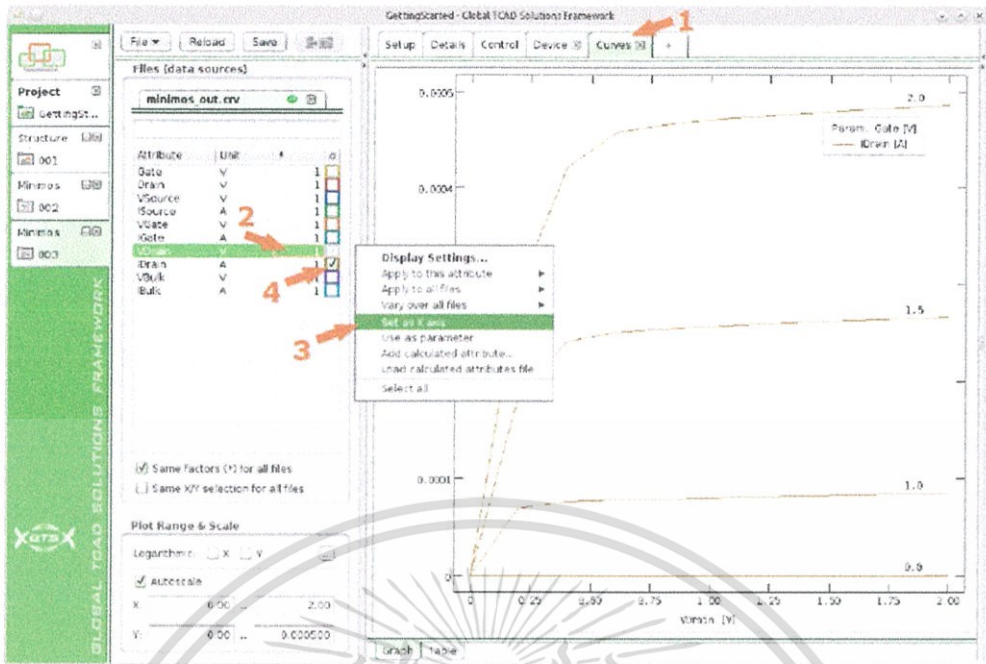 GettingStarted - Global TCAD Solutions Framework
1
File
Reload
Save
Setup
Details
Control
Device
Curves
+
Files (data sources)
Project
GettingSt...
Structure
001
Minimos
002
Minimos
003
GLOBAL TCAD SOLUTIONS FRAMEWORK
GTS
minimos_out.crv
Attribute Unit *
Gate V 1
Drain V 1
VSource V 1
ISource A 1
VGate V 1
IGate A 1
VDrain V 1
IDrain A 1
VBulk V 1
IBulk A 1
2
4
3
Display Settings...
Apply to this attribute
Apply to all files
Vary over all files
Set as X axis
Use as parameter
Add calculated attribute...
Load calculated attributes file
Select all
Same factors (*) for all files
Same X/Y selection for all files
Plot Range & Scale
Logarithmic: X Y
Autoscale
X: 0.00 .. 2.00
Y: 0.00 .. 0.000500
0.0005
0.0004
0.0001
0
2.0
Param. Gate [V]
IDrain [A]
1.5
1.0
0.0
0 0.25 0.50 0.75 1.00 1.25 1.50 1.75 2.00
VDrain [V]
Graph
Table